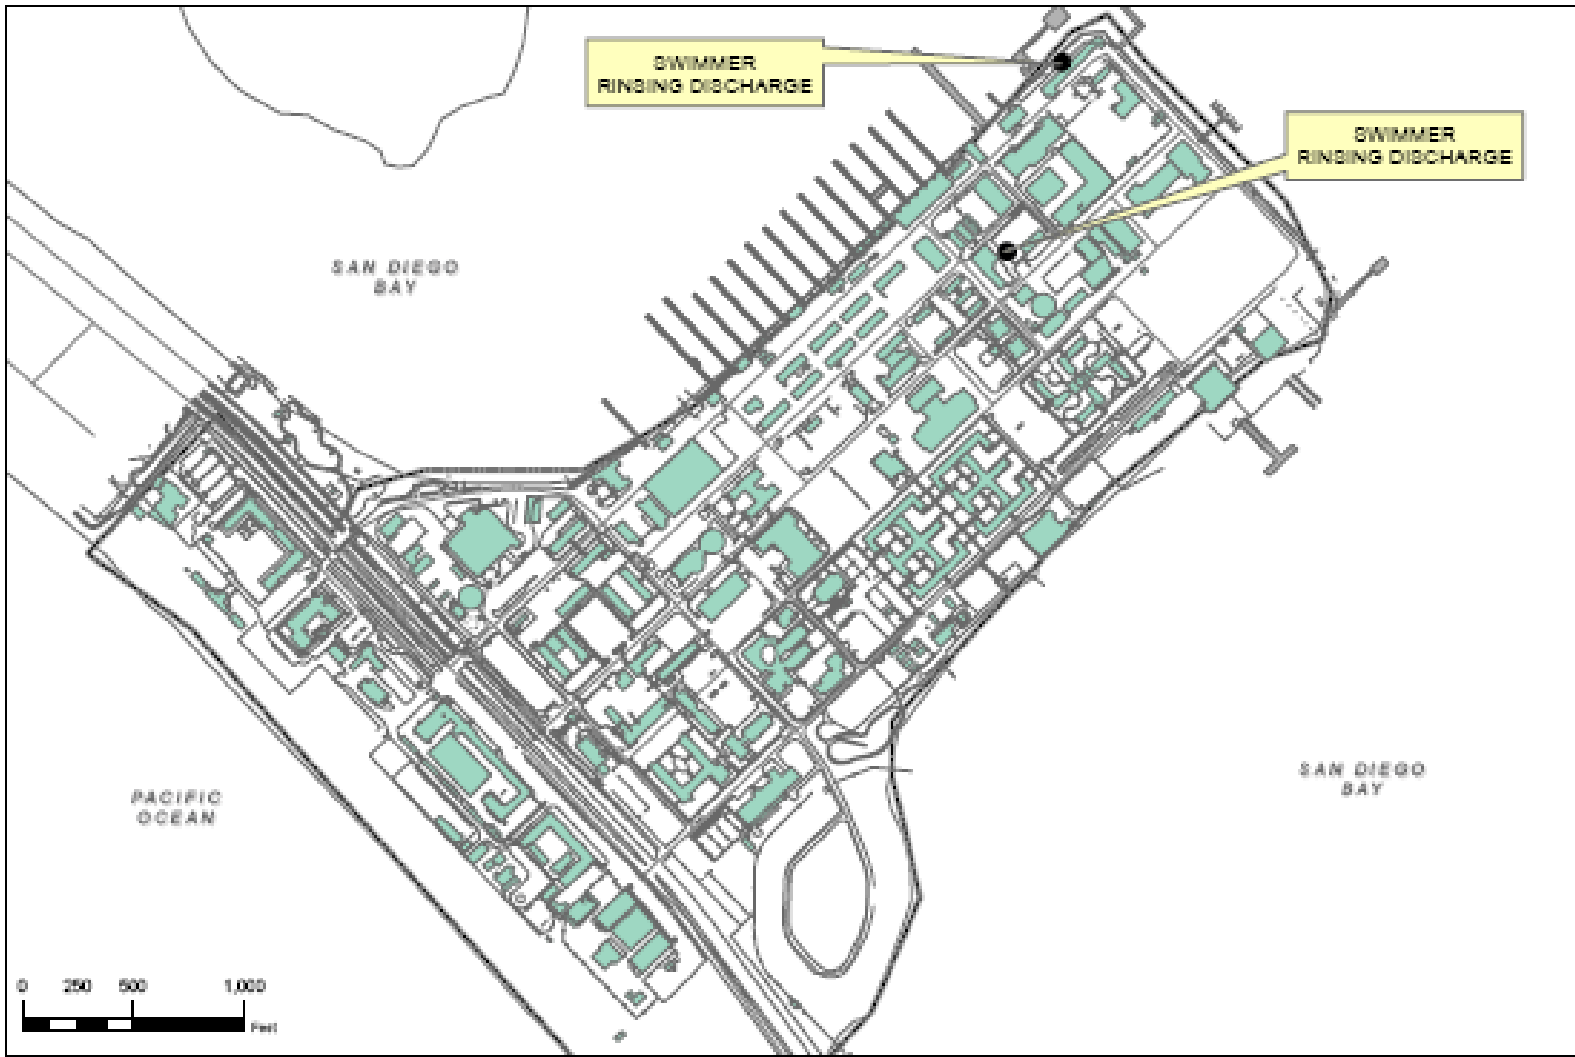 SWIMMER
RINSING DISCHARGE
SWIMMER
RINSING DISCHARGE
SAN DIEGO
BAY
SAN DIEGO
BAY
PACIFIC
OCEAN
0 250 500 1,000
Feet